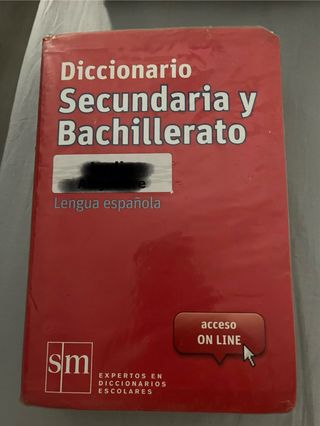 Diccionario
Secundaria y
Bachillerato
Lengua española
acceso
ON LINE
sm
EXPERTOS EN
DICCIONARIOS
ESCOLARES